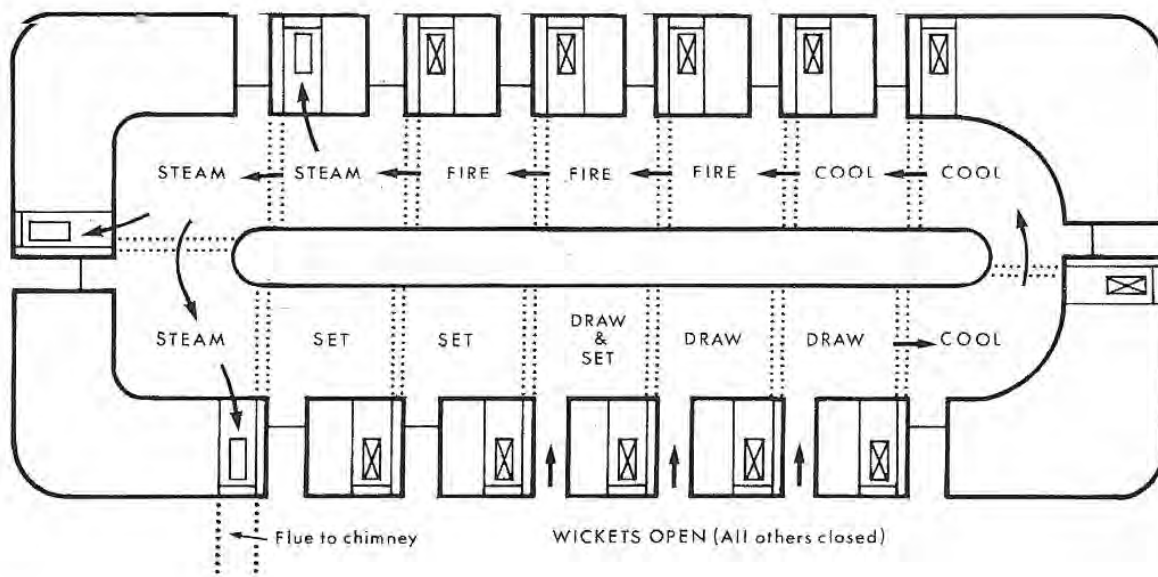 STEAM STEAM FIRE FIRE FIRE COOL COOL
STEAM SET SET DRAW & SET DRAW DRAW COOL
Flue to chimney WICKETS OPEN (All others closed)